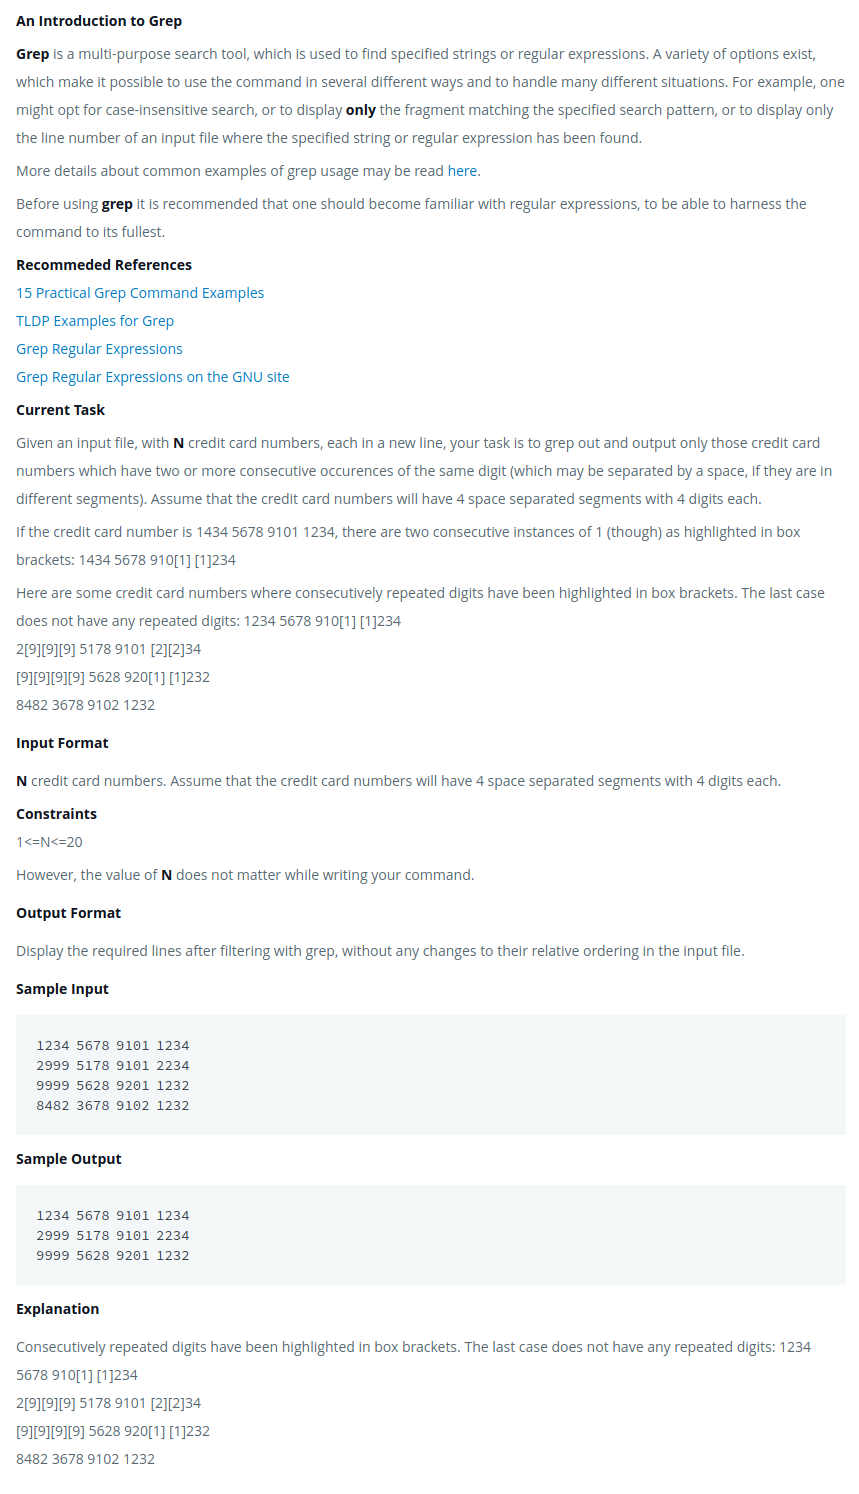 An Introduction to Grep
Grep is a multi-purpose search tool, which is used to find specified strings or regular expressions. A variety of options exist,
which make it possible to use the command in several different ways and to handle many different situations. For example, one
might opt for case-insensitive search, or to display only the fragment matching the specified search pattern, or to display only
the line number of an input file where the specified string or regular expression has been found.
More details about common examples of grep usage may be read here.
Before using grep it is recommended that one should become familiar with regular expressions, to be able to harness the
command to its fullest.
Recommeded References
15 Practical Grep Command Examples
TLDP Examples for Grep
Grep Regular Expressions
Grep Regular Expressions on the GNU site
Current Task
Given an input file, with N credit card numbers, each in a new line, your task is to grep out and output only those credit card
numbers which have two or more consecutive occurences of the same digit (which may be separated by a space, if they are in
different segments). Assume that the credit card numbers will have 4 space separated segments with 4 digits each.
If the credit card number is 1434 5678 9101 1234, there are two consecutive instances of 1 (though) as highlighted in box
brackets: 1434 5678 910[1] [1]234
Here are some credit card numbers where consecutively repeated digits have been highlighted in box brackets. The last case
does not have any repeated digits: 1234 5678 910[1] [1]234
2[9][9][9] 5178 9101 [2][2]34
[9][9][9][9] 5628 920[1] [1]232
8482 3678 9102 1232
Input Format
N credit card numbers. Assume that the credit card numbers will have 4 space separated segments with 4 digits each.
Constraints
1<=N<=20
However, the value of N does not matter while writing your command.
Output Format
Display the required lines after filtering with grep, without any changes to their relative ordering in the input file.
Sample Input
1234 5678 9101 1234
2999 5178 9101 2234
9999 5628 9201 1232
8482 3678 9102 1232
Sample Output
1234 5678 9101 1234
2999 5178 9101 2234
9999 5628 9201 1232
Explanation
Consecutively repeated digits have been highlighted in box brackets. The last case does not have any repeated digits: 1234
5678 910[1] [1]234
2[9][9][9] 5178 9101 [2][2]34
[9][9][9][9] 5628 920[1] [1]232
8482 3678 9102 1232